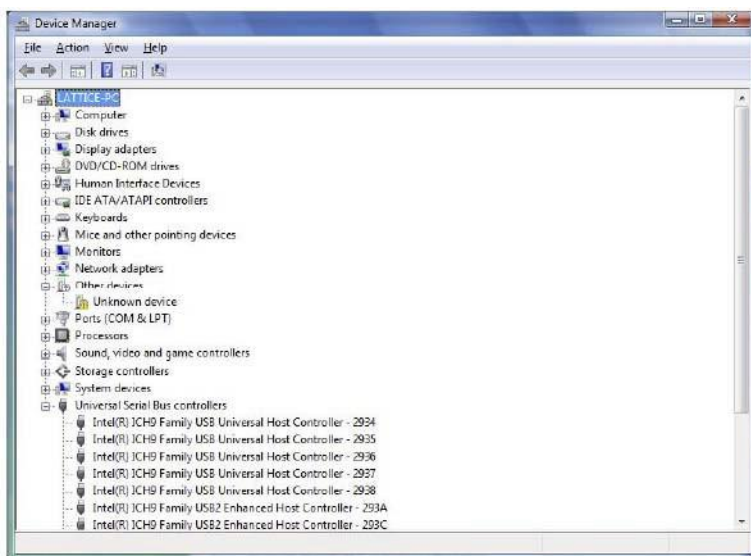 Device Manager
File Action View Help
LATTICE-PC
Computer
Disk drives
Display adapters
DVD/CD-ROM drives
Human Interface Devices
IDE ATA/ATAPI controllers
Keyboards
Mice and other pointing devices
Monitors
Network adapters
Other devices
Unknown device
Ports (COM & LPT)
Processors
Sound, video and game controllers
Storage controllers
System devices
Universal Serial Bus controllers
Intel(R) ICH9 Family USB Universal Host Controller - 2934
Intel(R) ICH9 Family USB Universal Host Controller - 2935
Intel(R) ICH9 Family USB Universal Host Controller - 2936
Intel(R) ICH9 Family USB Universal Host Controller - 2937
Intel(R) ICH9 Family USB Universal Host Controller - 2938
Intel(R) ICH9 Family USB2 Enhanced Host Controller - 293A
Intel(R) ICH9 Family USB2 Enhanced Host Controller - 293C